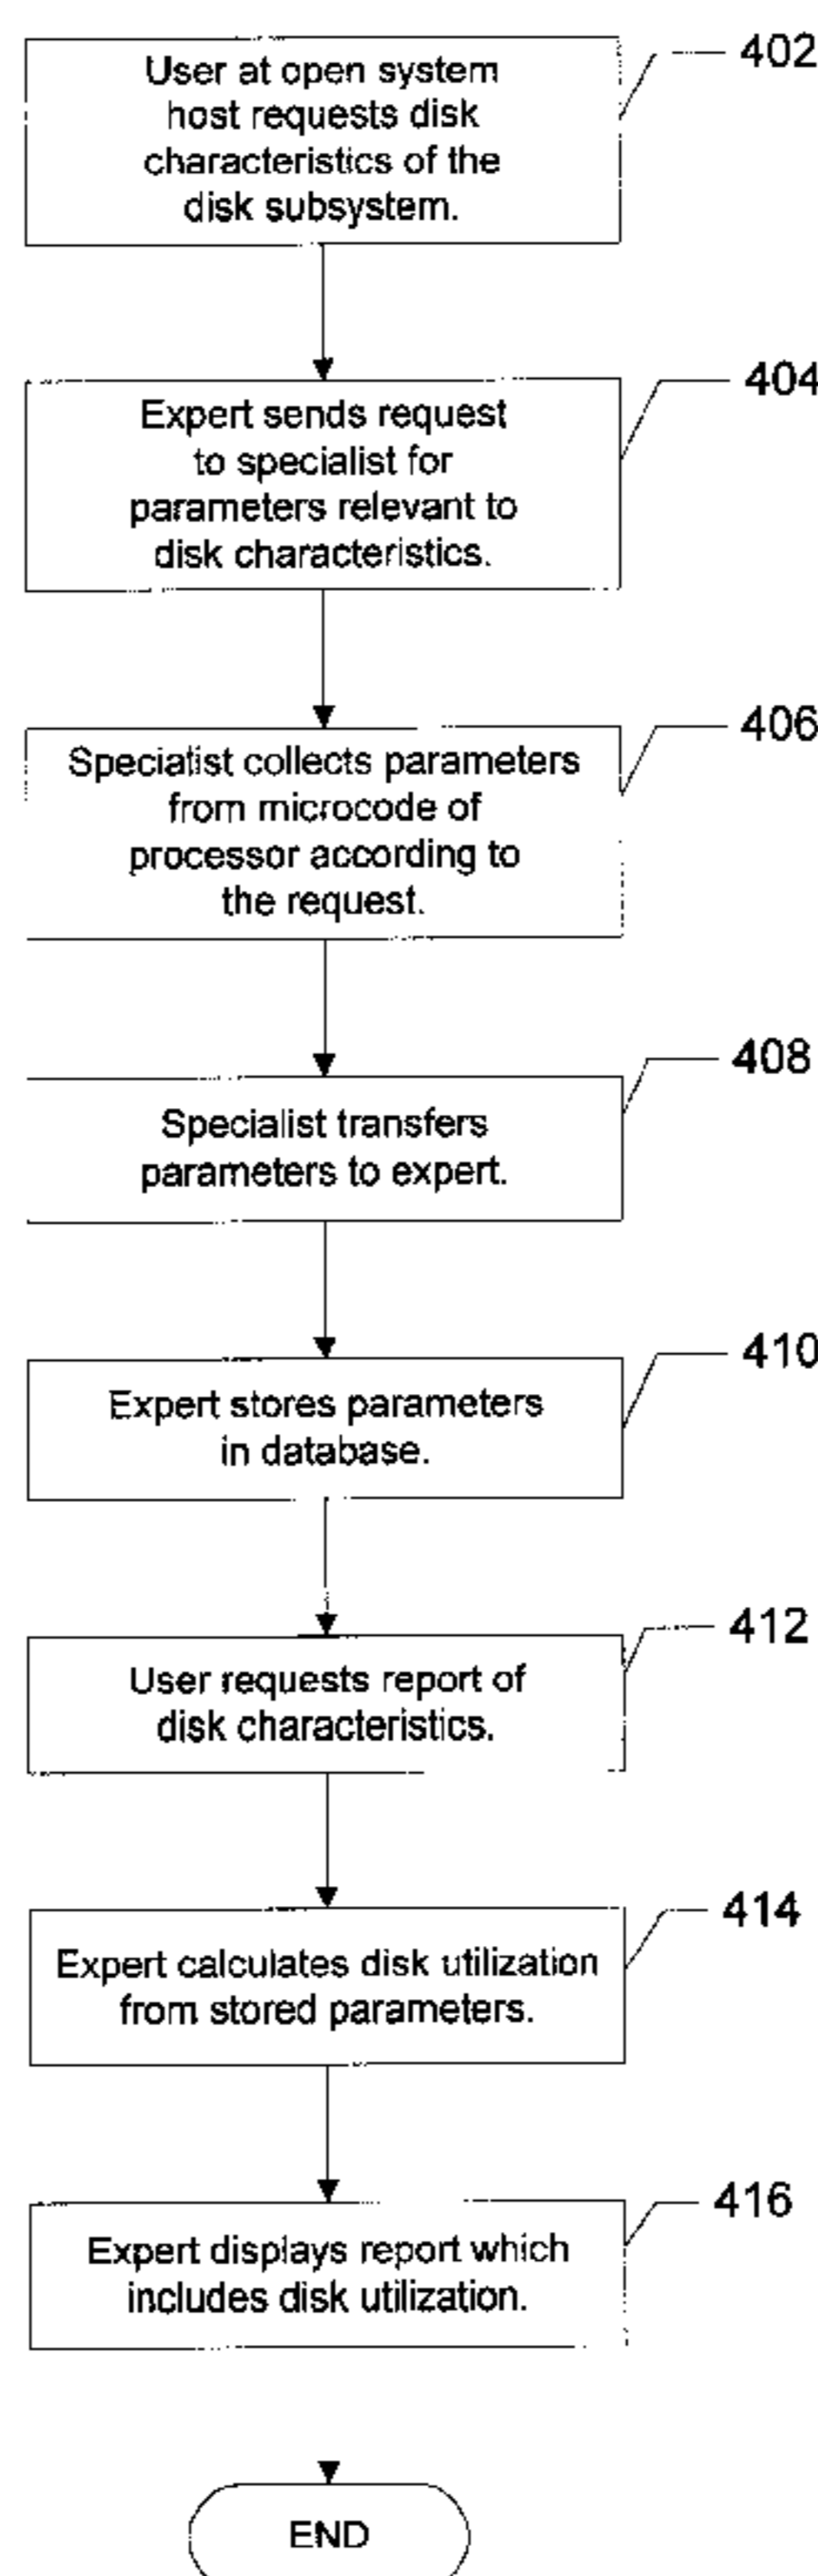 402
User at open system
host requests disk
characteristics of the
disk subsystem.
404
Expert sends request
to specialist for
parameters relevant to
disk characteristics.
406
Specialist collects parameters
from microcode of
processor according to
the request.
408
Specialist transfers
parameters to expert.
410
Expert stores parameters
in database.
412
User requests report of
disk characteristics.
414
Expert calculates disk utilization
from stored parameters.
416
Expert displays report which
includes disk utilization.
END